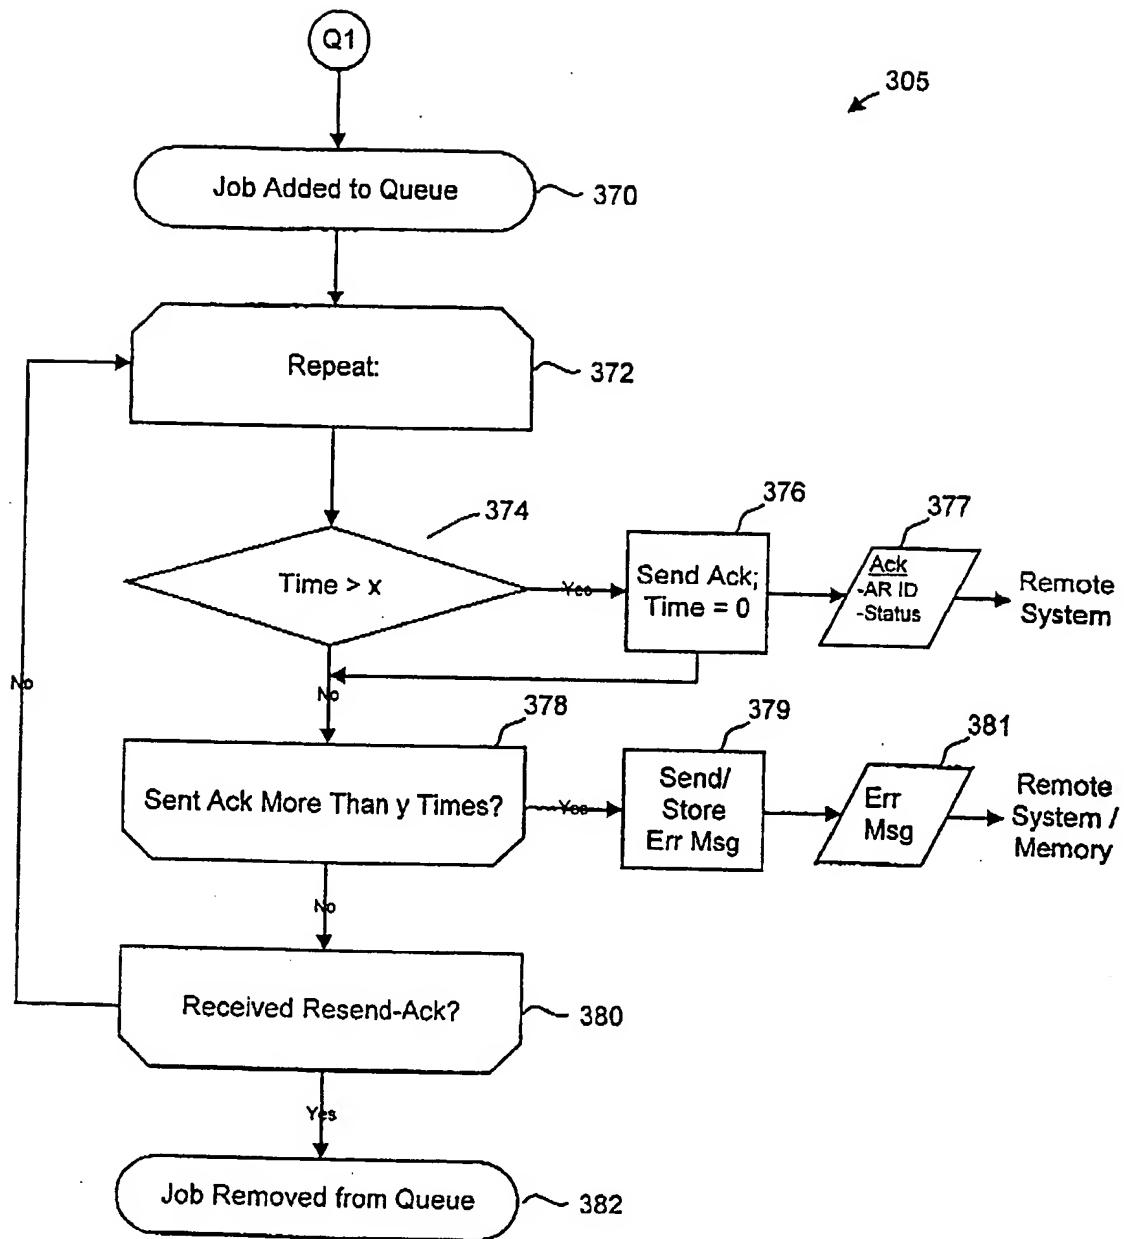 Q1
305
Job Added to Queue
370
Repeat:
372
374
376
377
Time > x
Yes
Send Ack;
Time = 0
Ack
-AR ID
-Status
Remote
System
No
No
378
379
381
Sent Ack More Than y Times?
Yes
Send/
Store
Err Msg
Err
Msg
Remote
System /
Memory
No
Received Resend-Ack?
380
Yes
Job Removed from Queue
382